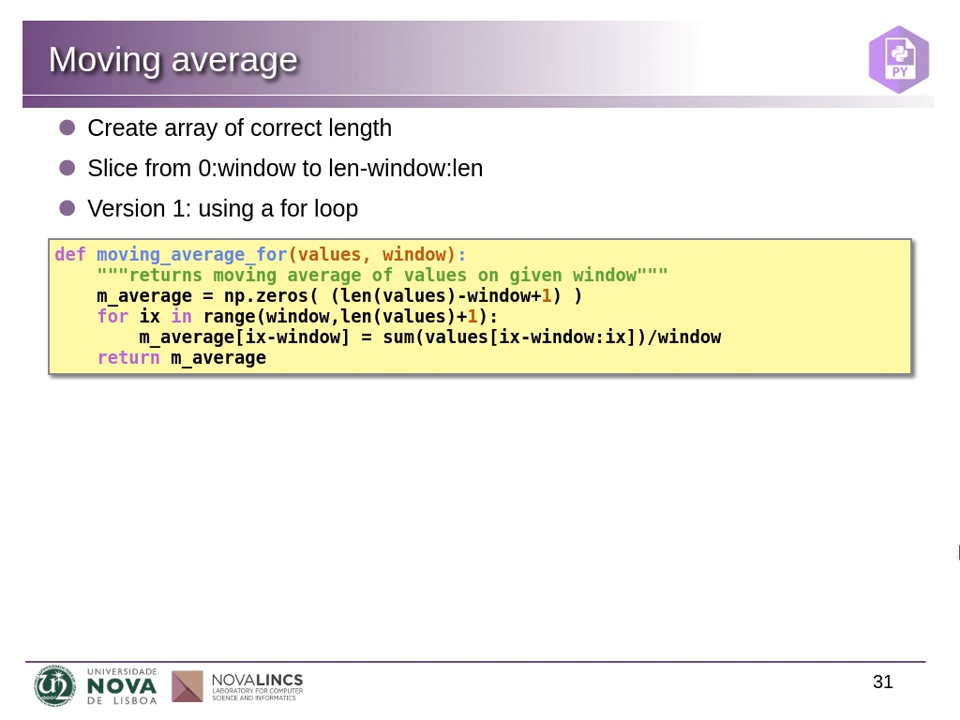 Moving average
PY
Create array of correct length
Slice from 0:window to len-window:len
Version 1: using a for loop
def moving_average_for(values, window):
    """returns moving average of values on given window"""
    m_average = np.zeros( (len(values)-window+1) )
    for ix in range(window,len(values)+1):
        m_average[ix-window] = sum(values[ix-window:ix])/window
    return m_average
UNIVERSIDADE
NOVA
DE LISBOA
NOVALINCS
LABORATORY FOR COMPUTER
SCIENCE AND INFORMATICS
31